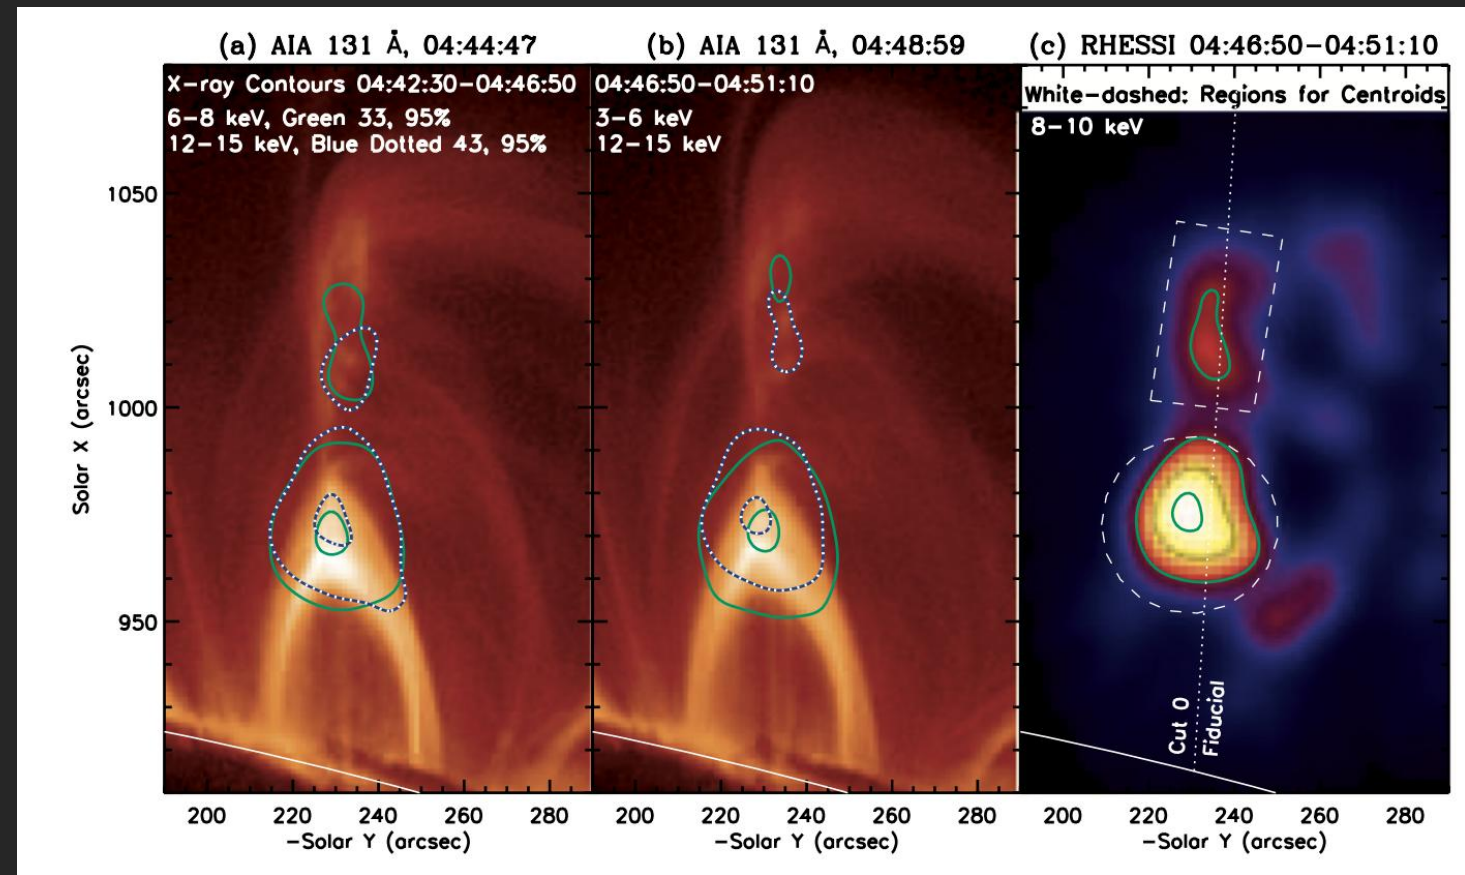 (a) AIA 131 Å, 04:44:47
(b) AIA 131 Å, 04:48:59
(c) RHESSI 04:46:50−04:51:10
X−ray Contours 04:42:30−04:46:50
6−8 keV, Green 33, 95%
12−15 keV, Blue Dotted 43, 95%
04:46:50−04:51:10
3−6 keV
12−15 keV
White−dashed: Regions for Centroids
8−10 keV
Solar X (arcsec)
1050
1000
950
Cut 0
Fiducial
200 220 240 260 280
200 220 240 260 280
200 220 240 260 280
−Solar Y (arcsec)
−Solar Y (arcsec)
−Solar Y (arcsec)